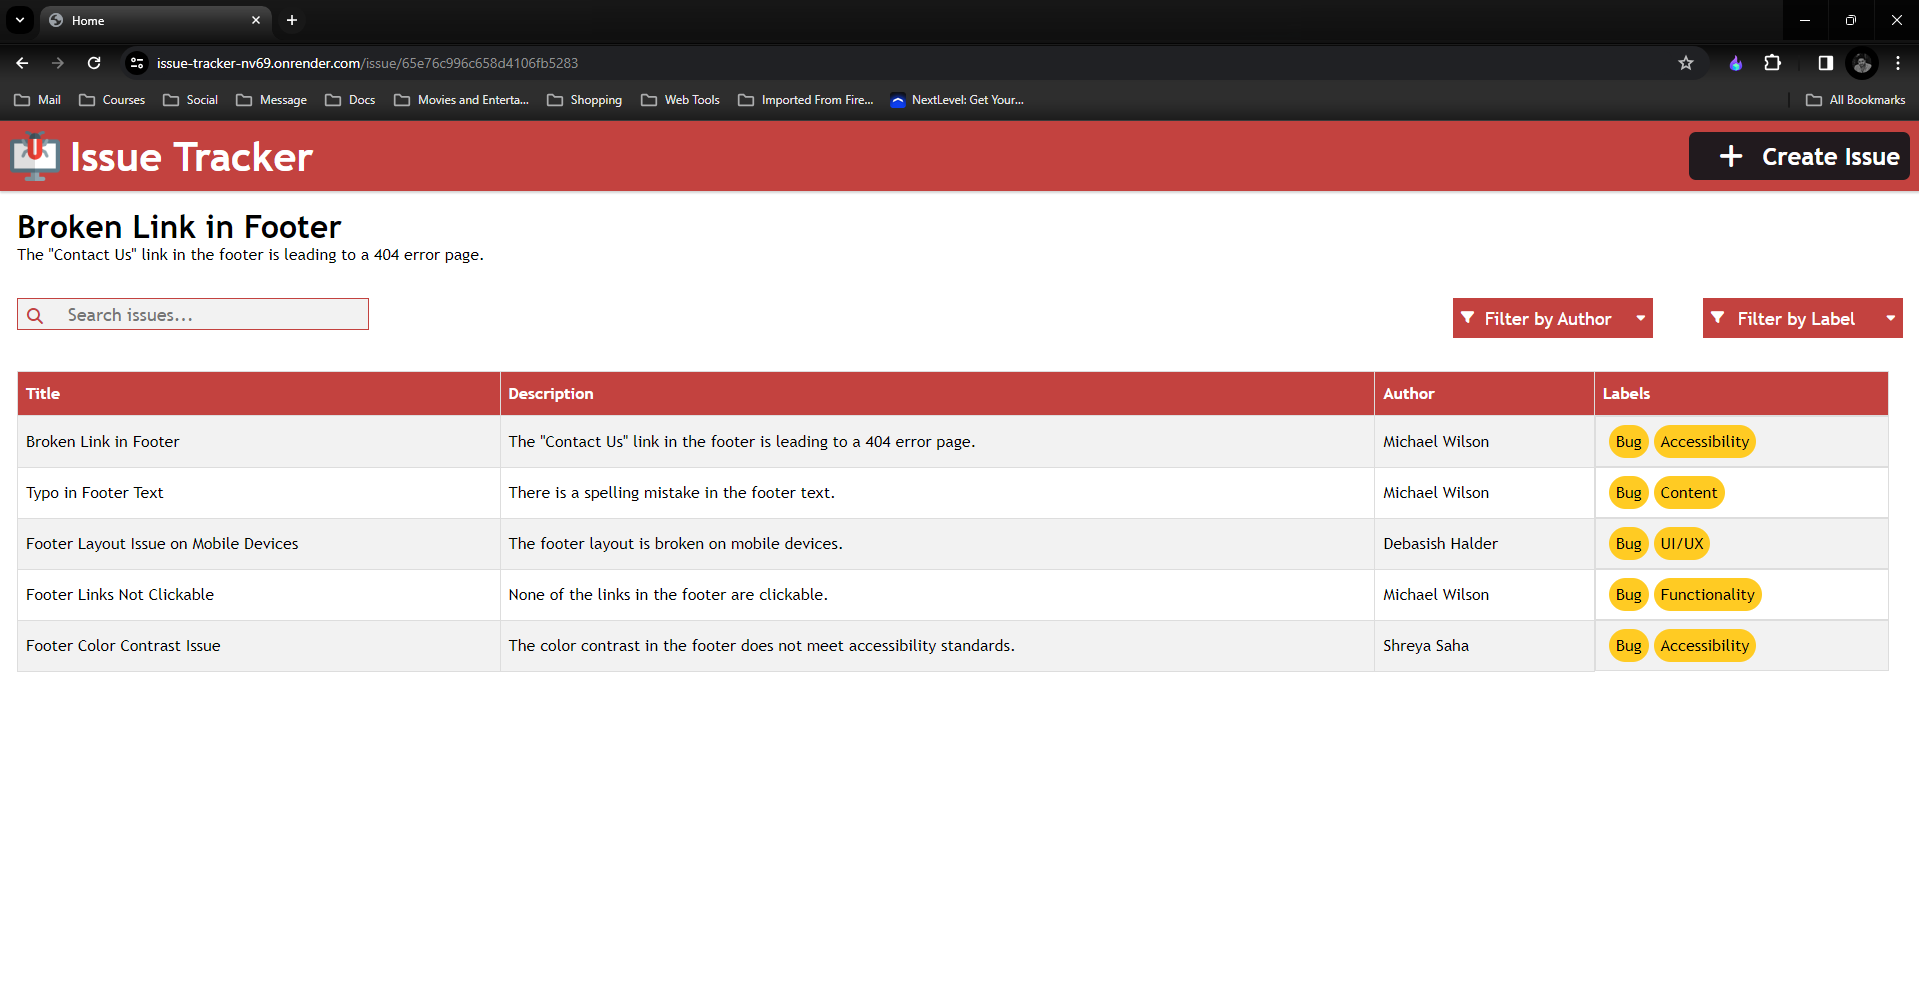 Home
issue-tracker-nv69.onrender.com/issue/65e76c996c658d4106fb5283
Mail Courses Social Message Docs Movies and Enterta... Shopping Web Tools Imported From Fire... NextLevel: Get Your... All Bookmarks
Issue Tracker Create Issue
Broken Link in Footer
The "Contact Us" link in the footer is leading to a 404 error page.
Search issues... Filter by Author Filter by Label
Title Description Author Labels
Broken Link in Footer The "Contact Us" link in the footer is leading to a 404 error page. Michael Wilson Bug Accessibility
Typo in Footer Text There is a spelling mistake in the footer text. Michael Wilson Bug Content
Footer Layout Issue on Mobile Devices The footer layout is broken on mobile devices. Debasish Halder Bug UI/UX
Footer Links Not Clickable None of the links in the footer are clickable. Michael Wilson Bug Functionality
Footer Color Contrast Issue The color contrast in the footer does not meet accessibility standards. Shreya Saha Bug Accessibility